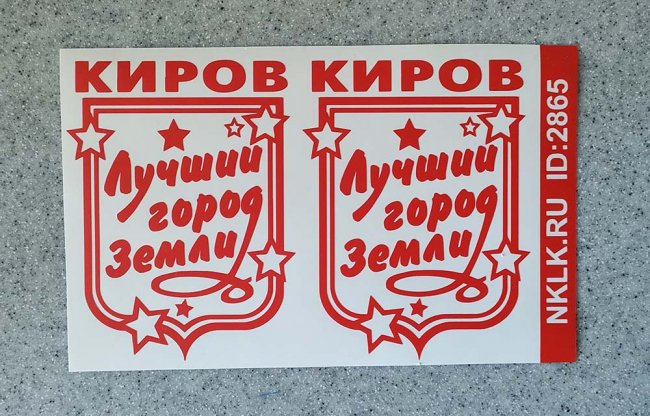 КИРОВ
Лучший
город
Земли
КИРОВ
Лучший
город
Земли
NKLK.RU ID:2865